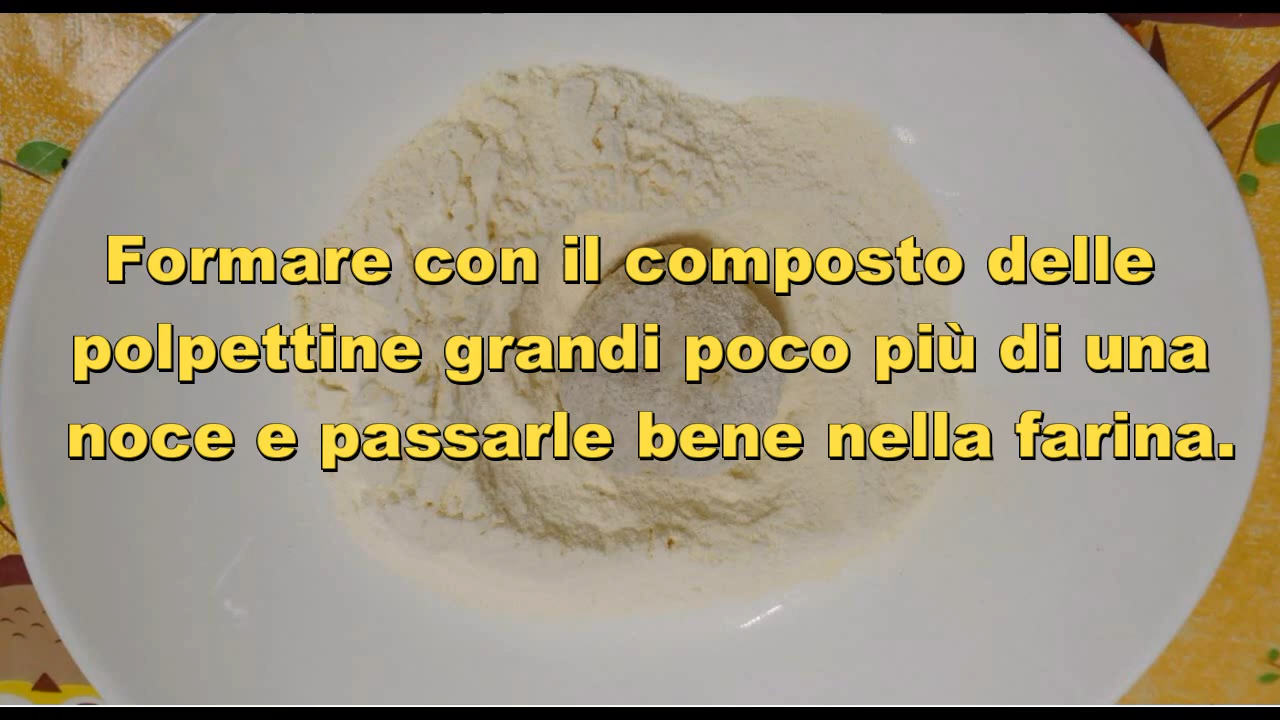 Formare con il composto delle
polpettine grandi poco più di una
noce e passarle bene nella farina.